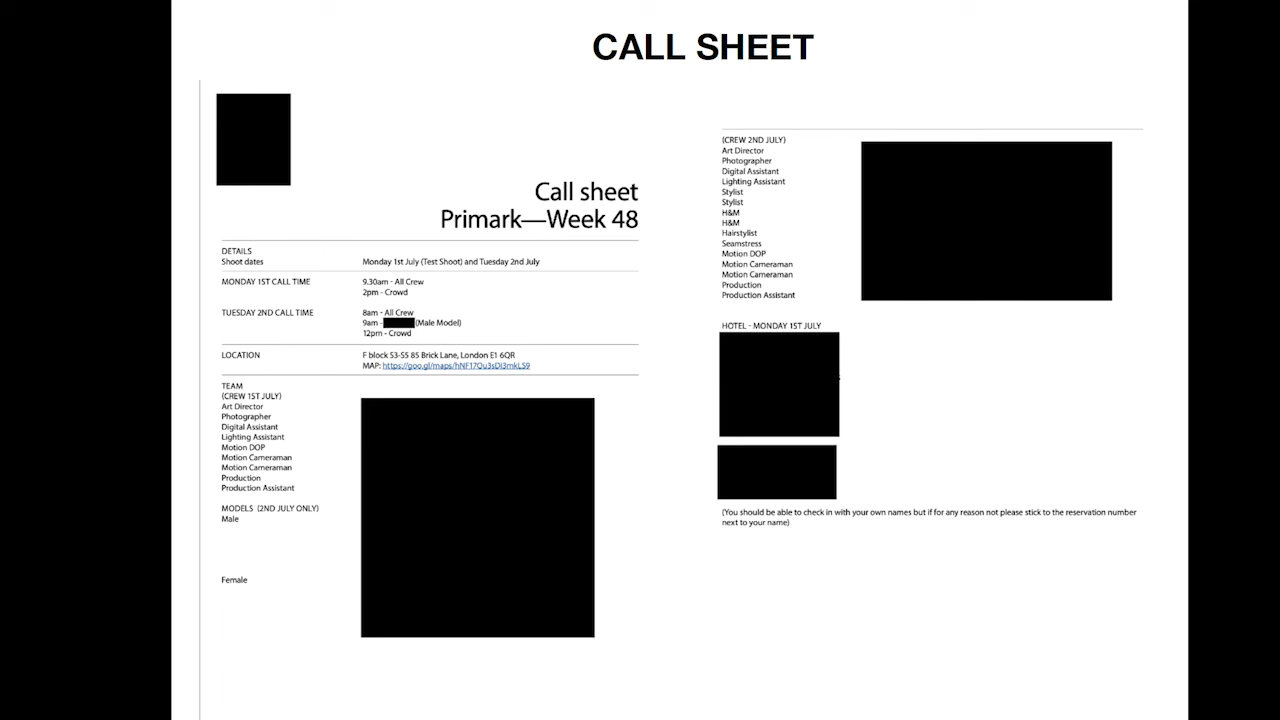 CALL SHEET
Call sheet
Primark—Week 48
DETAILS
Shoot dates Monday 1st July (Test Shoot) and Tuesday 2nd July
MONDAY 1ST CALL TIME 9.30am - All Crew
2pm - Crowd
TUESDAY 2ND CALL TIME 8am - All Crew
9am - (Male Model)
12pm - Crowd
LOCATION F block S3-S5 85 Brick Lane, London E1 6QR
MAP:
TEAM
(CREW 1ST JULY)
Art Director
Photographer
Digital Assistant
Lighting Assistant
Motion DOP
Motion Cameraman
Motion Cameraman
Production
Production Assistant
MODELS (2ND JULY ONLY)
Male
Female
(CREW 2ND JULY)
Art Director
Photographer
Digital Assistant
Lighting Assistant
Stylist
Stylist
H&M
H&M
Hairstylist
Seamstress
Motion DOP
Motion Cameraman
Motion Cameraman
Production
Production Assistant
HOTEL - MONDAY 1ST JULY
(You should be able to check in with your own names but if for any reason not please stick to the reservation number
next to your name)